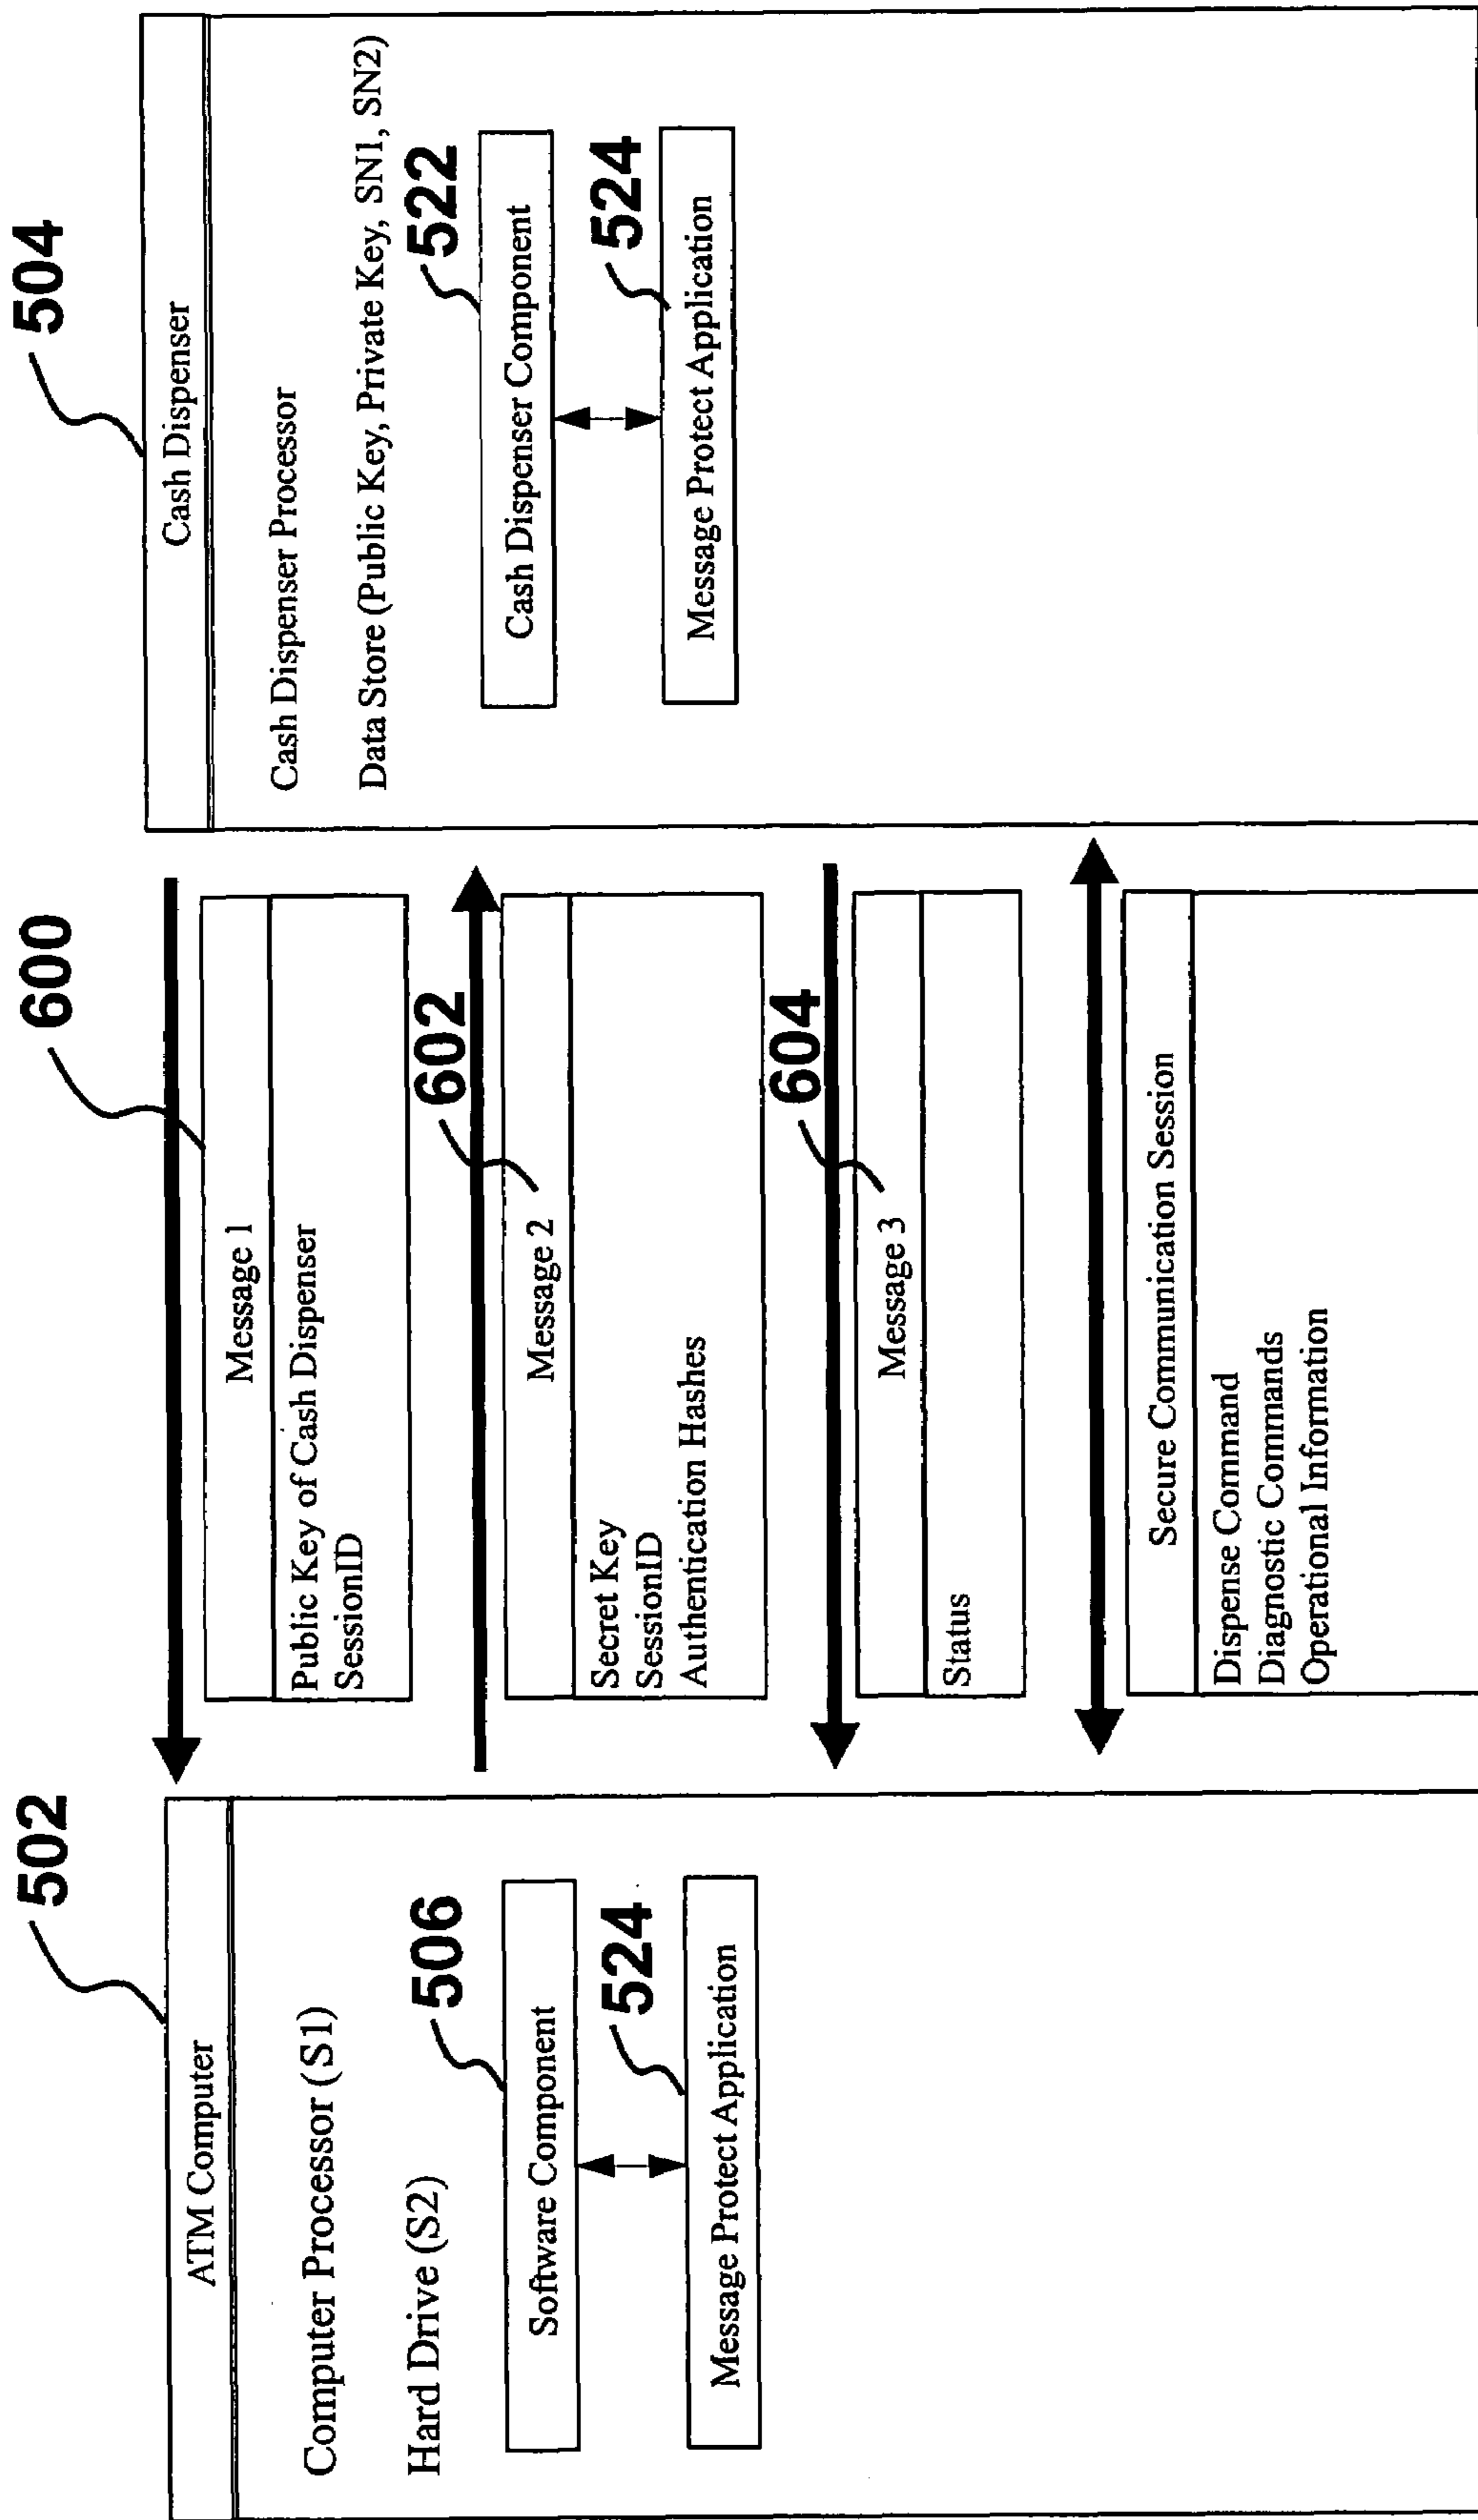 502
ATM Computer
Computer Processor (S1)
Hard Drive (S2)
506
Software Component
524
Message Protect Application
600
Message 1
Public Key of Cash Dispenser
SessionID
602
Message 2
Secret Key
SessionID
Authentication Hashes
604
Message 3
Status
Secure Communication Session
Dispense Command
Diagnostic Commands
Operational Information
504
Cash Dispenser
Cash Dispenser Processor
Data Store (Public Key, Private Key, SN1, SN2)
522
Cash Dispenser Component
524
Message Protect Application